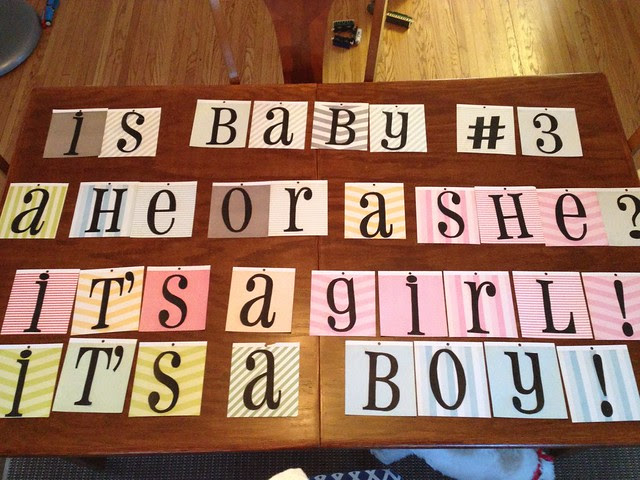 is BaBy #3
a He or a sHe?
iT's a girL!
iT's a BOy!